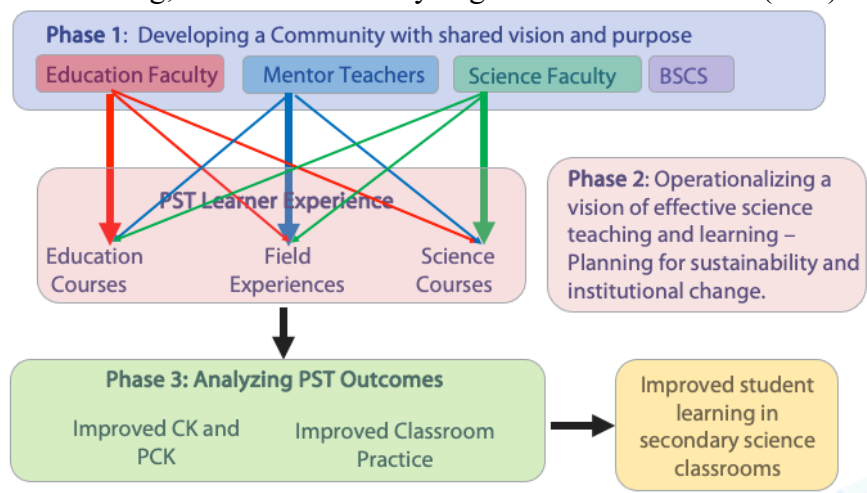 Phase 1: Developing a Community with shared vision and purpose
Education Faculty
Mentor Teachers
Science Faculty
BSCS
PST Learner Experience
Education
Courses
Field
Experiences
Science
Courses
Phase 2: Operationalizing a
vision of effective science
teaching and learning –
Planning for sustainability and
institutional change.
Phase 3: Analyzing PST Outcomes
Improved CK and
PCK
Improved Classroom
Practice
Improved student
learning in
secondary science
classrooms